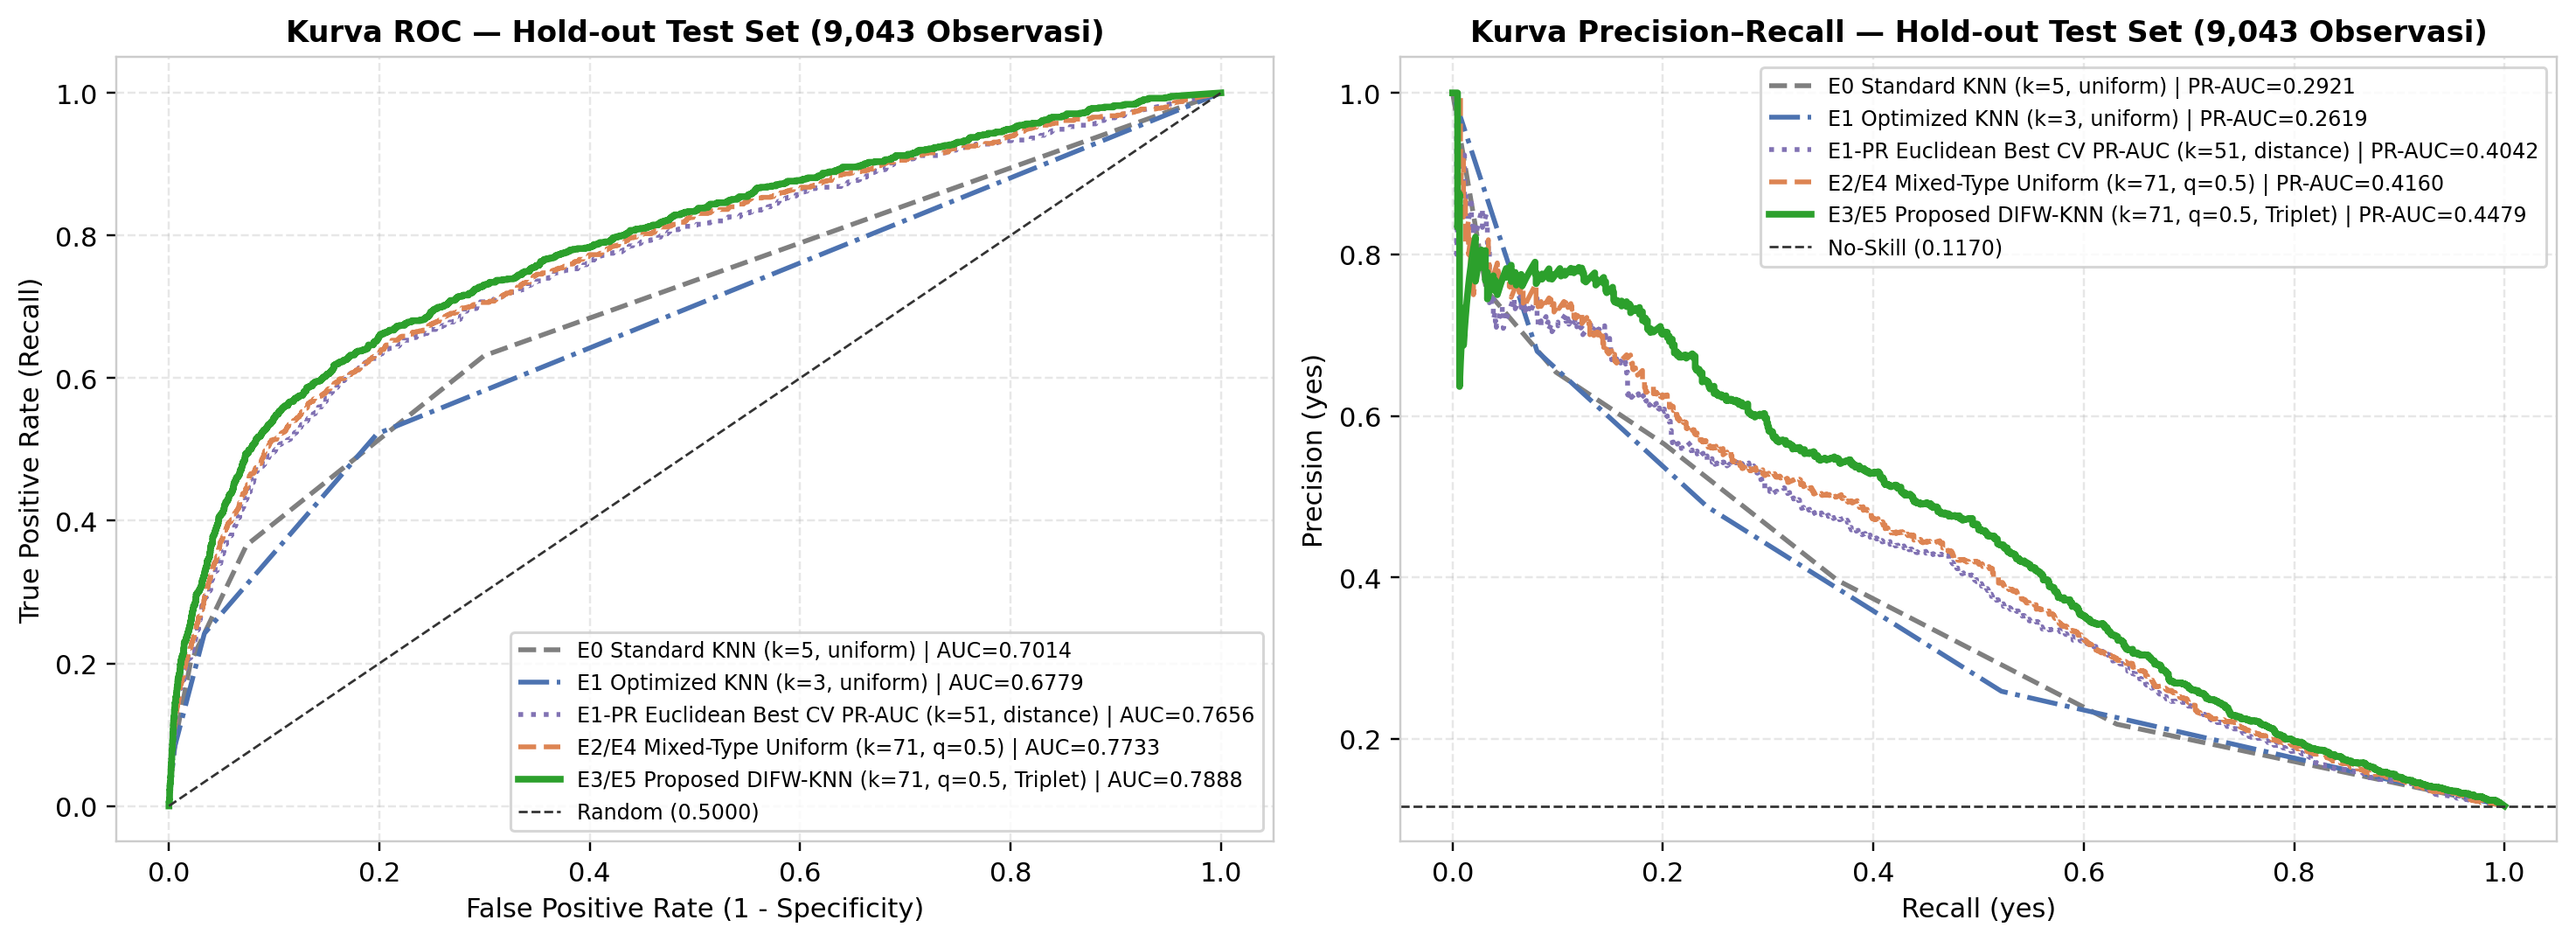 Kurva ROC — Hold-out Test Set (9,043 Observasi)
True Positive Rate (Recall)
1.0
0.8
0.6
0.4
0.2
0.0
E0 Standard KNN (k=5, uniform) | AUC=0.7014
E1 Optimized KNN (k=3, uniform) | AUC=0.6779
E1-PR Euclidean Best CV PR-AUC (k=51, distance) | AUC=0.7656
E2/E4 Mixed-Type Uniform (k=71, q=0.5) | AUC=0.7733
E3/E5 Proposed DIFW-KNN (k=71, q=0.5, Triplet) | AUC=0.7888
Random (0.5000)
0.0 0.2 0.4 0.6 0.8 1.0
False Positive Rate (1 - Specificity)
Kurva Precision–Recall — Hold-out Test Set (9,043 Observasi)
Precision (yes)
1.0
0.8
0.6
0.4
0.2
E0 Standard KNN (k=5, uniform) | PR-AUC=0.2921
E1 Optimized KNN (k=3, uniform) | PR-AUC=0.2619
E1-PR Euclidean Best CV PR-AUC (k=51, distance) | PR-AUC=0.4042
E2/E4 Mixed-Type Uniform (k=71, q=0.5) | PR-AUC=0.4160
E3/E5 Proposed DIFW-KNN (k=71, q=0.5, Triplet) | PR-AUC=0.4479
No-Skill (0.1170)
0.0 0.2 0.4 0.6 0.8 1.0
Recall (yes)